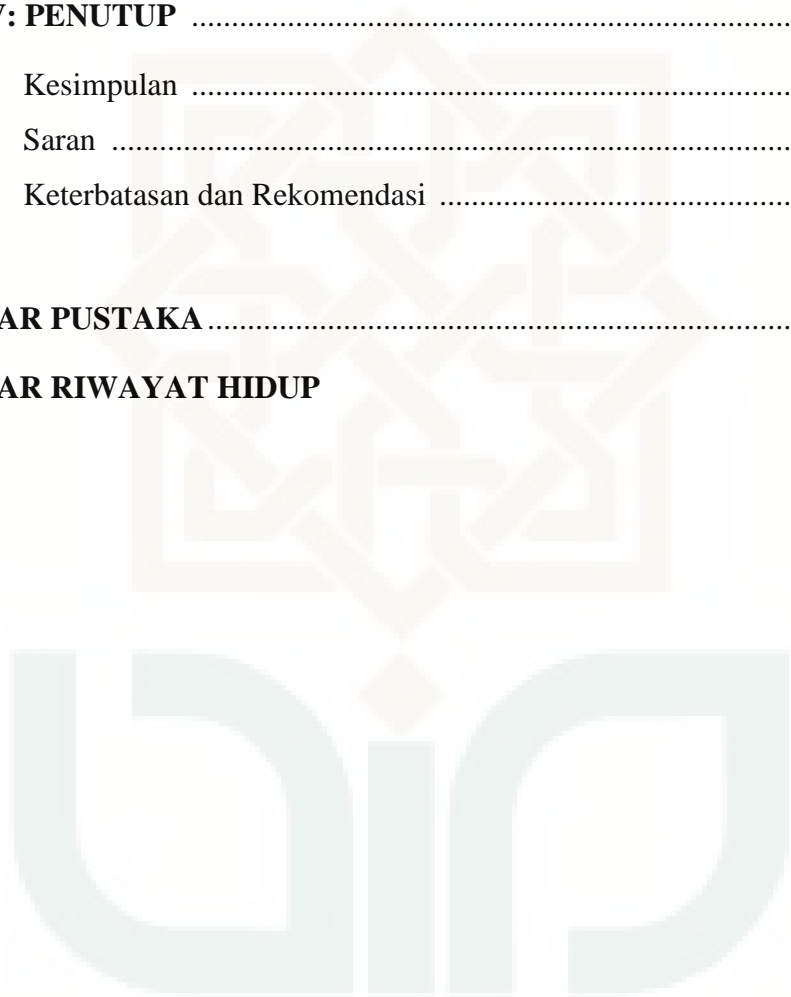 : PENUTUP ........................................................................
Kesimpulan ........................................................................
Saran ........................................................................
Keterbatasan dan Rekomendasi ............................................
AR PUSTAKA ........................................................................
AR RIWAYAT HIDUP